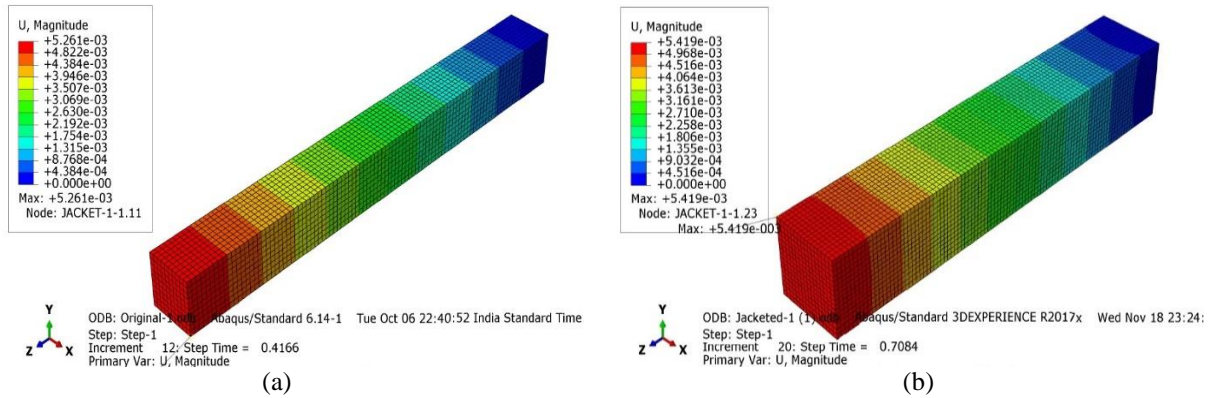 U, Magnitude
+5.261e-03
+4.822e-03
+4.384e-03
+3.946e-03
+3.507e-03
+3.069e-03
+2.630e-03
+2.192e-03
+1.754e-03
+1.315e-03
+8.768e-04
+4.384e-04
+0.000e+00
Max: +5.261e-03
Node: JACKET-1-1.11
Y
Z X
ODB: Original-1.odb Abaqus/Standard 6.14-1 Tue Oct 06 22:40:52 India Standard Time
Step: Step-1
Increment 12: Step Time = 0.4166
Primary Var: U, Magnitude
(a)
U, Magnitude
+5.419e-03
+4.968e-03
+4.516e-03
+4.064e-03
+3.613e-03
+3.161e-03
+2.710e-03
+2.258e-03
+1.806e-03
+1.355e-03
+9.032e-04
+4.516e-04
+0.000e+00
Max: +5.419e-03
Node: JACKET-1-1.23
Max: +5.419e-003
Y
Z X
ODB: Jacketed-1 (1).odb Abaqus/Standard 3DEXPERIENCE R2017x Wed Nov 18 23:24:
Step: Step-1
Increment 20: Step Time = 0.7084
Primary Var: U, Magnitude
(b)